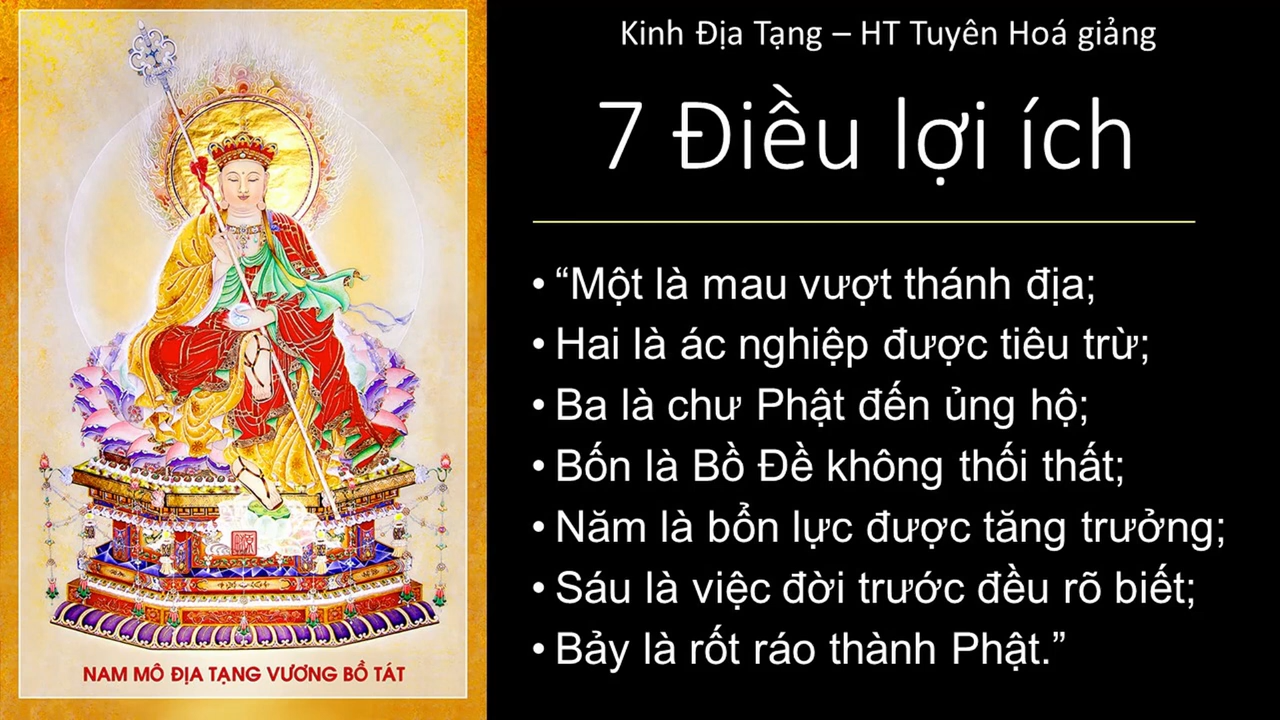 Kinh Địa Tạng – HT Tuyên Hoá giảng
7 Điều lợi ích
• “Một là mau vượt thánh địa;
• Hai là ác nghiệp được tiêu trừ;
• Ba là chư Phật đến ủng hộ;
• Bốn là Bồ Đề không thối thất;
• Năm là bổn lực được tăng trưởng;
• Sáu là việc đời trước đều rõ biết;
• Bảy là rốt ráo thành Phật.”
NAM MÔ ĐỊA TẠNG VƯƠNG BỒ TÁT